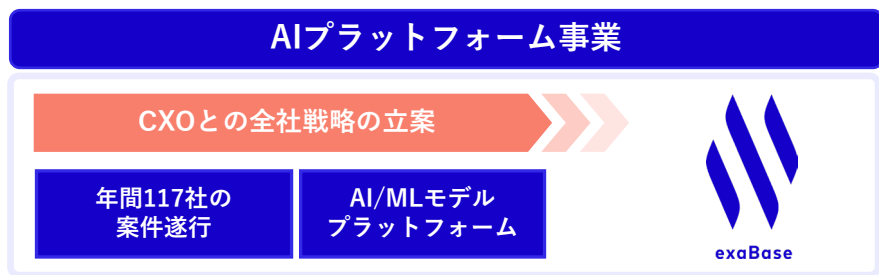 AIプラットフォーム事業
CXOとの全社戦略の立案
年間117社の
案件遂行
AI/MLモデル
プラットフォーム
exaBase